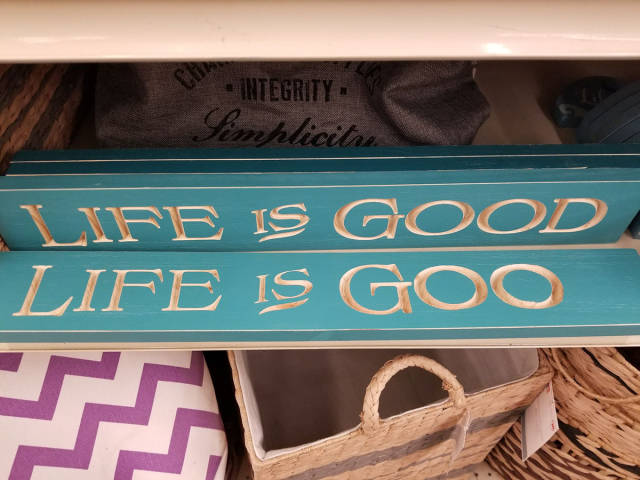 INTEGRITY
Simplicity
LIFE IS GOOD
LIFE IS GOO